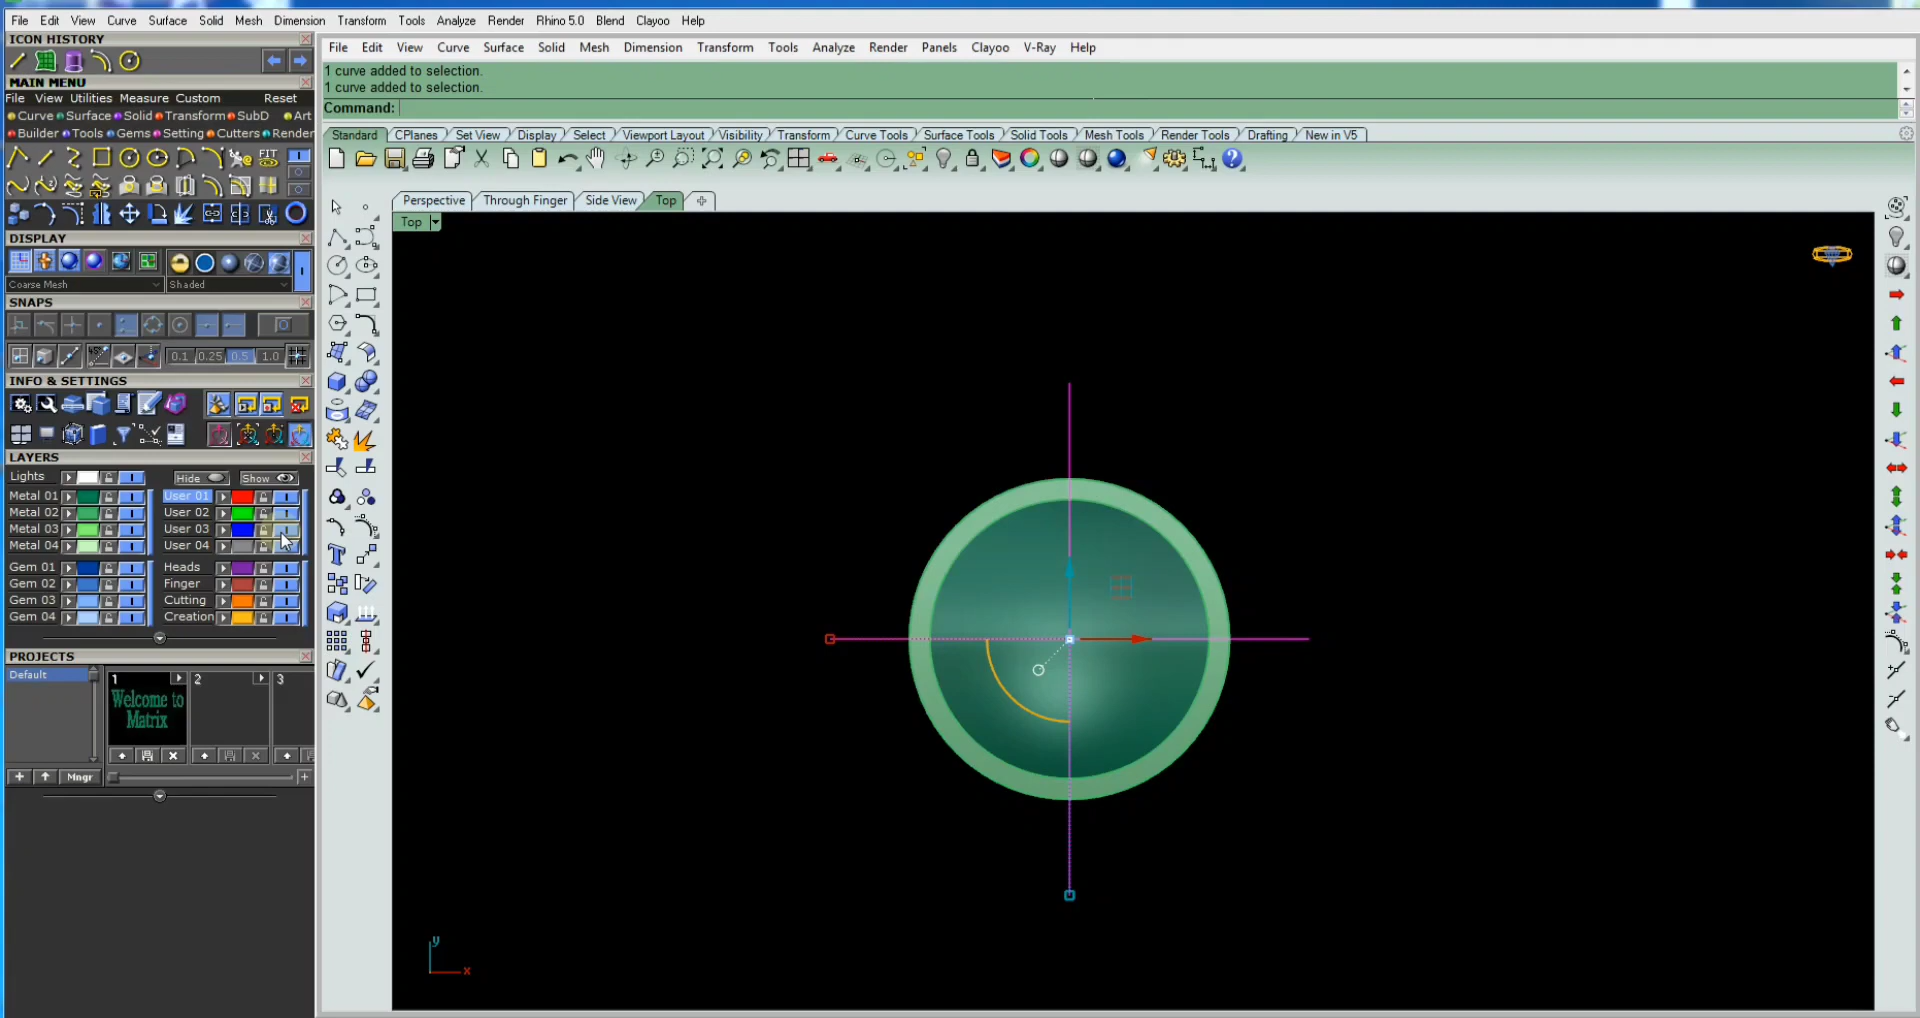 File Edit View Curve Surface Solid Mesh Dimension Transform Tools Analyze Render Rhino 5.0 Blend Clayoo Help
ICON HISTORY
MAIN MENU
File View Utilities Measure Custom Reset
Curve Surface Solid Transform SubD Art
Builder Tools Gems Setting Cutters Render
FIT
DISPLAY
Coarse Mesh Shaded
SNAPS
0.1 0.25 0.5 1.0
INFO & SETTINGS
LAYERS
Lights Hide Show
Metal 01 User 01
Metal 02 User 02
Metal 03 User 03
Metal 04 User 04
Gem 01 Heads
Gem 02 Finger
Gem 03 Cutting
Gem 04 Creation
PROJECTS
Default 1 2 3
Welcome to
Matrix
Mngr
File Edit View Curve Surface Solid Mesh Dimension Transform Tools Analyze Render Panels Clayoo V-Ray Help
1 curve added to selection.
1 curve added to selection.
Command:
Standard CPlanes Set View Display Select Viewport Layout Visibility Transform Curve Tools Surface Tools Solid Tools Mesh Tools Render Tools Drafting New in V5
Perspective Through Finger Side View Top
Top
y
x